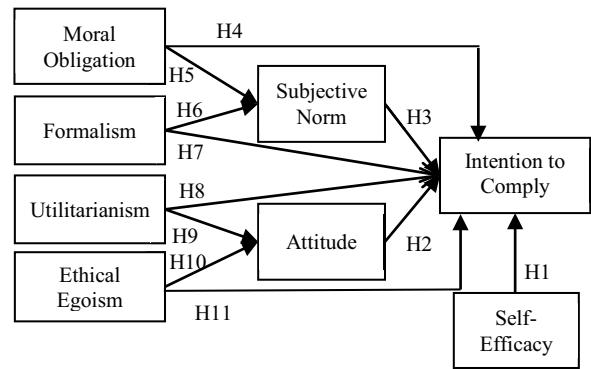 Moral
Obligation
H4
H5
Subjective
Norm
H6
Formalism
H3
H7
Intention to
Comply
H8
Utilitarianism
H9
Attitude
H2
H10
Ethical
Egoism
H1
H11
Self-
Efficacy